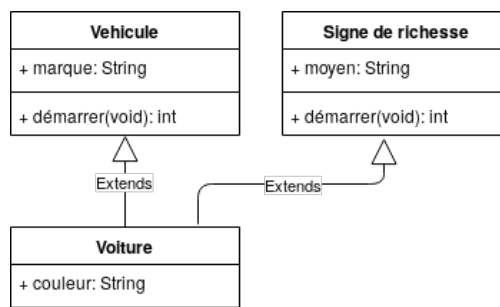 Vehicule
+ marque: String
+ démarrer(void): int
Signe de richesse
+ moyen: String
+ démarrer(void): int
Extends
Extends
Voiture
+ couleur: String